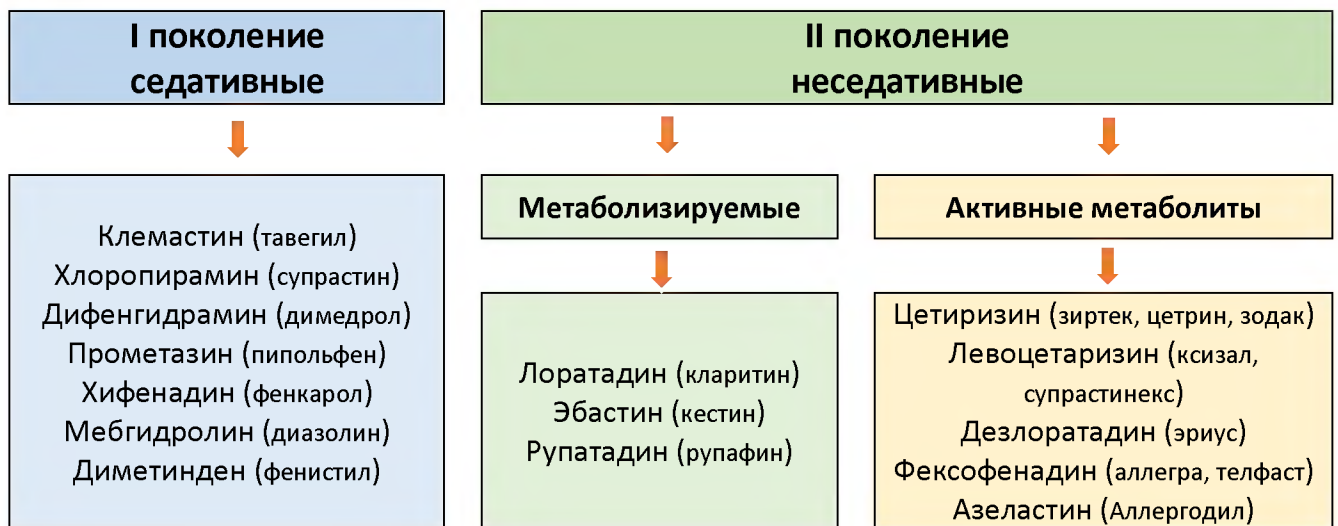 I поколение
седативные
II поколение
неседативные
Клемастин (тавегил)
Хлоропирамин (супрастин)
Дифенгидрамин (димедрол)
Прометазин (пипольфен)
Хифенадин (фенкарол)
Мебгидролин (диазолин)
Диметинден (фенистил)
Метаболизируемые
Лоратадин (кларитин)
Эбастин (кестин)
Рупатадин (рупафин)
Активные метаболиты
Цетиризин (зиртек, цетрин, зодак)
Левоцетаризин (ксизал,
супрастинекс)
Дезлоратадин (эриус)
Фексофенадин (аллегра, телфаст)
Азеластин (Аллергодил)